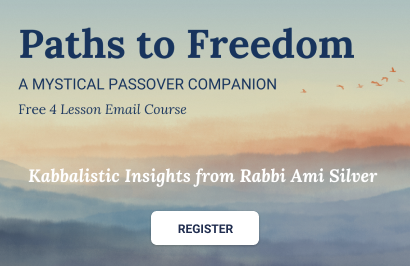 Paths to Freedom
A MYSTICAL PASSOVER COMPANION
Free 4 Lesson Email Course
Kabbalistic Insights from Rabbi Ami Silver
REGISTER